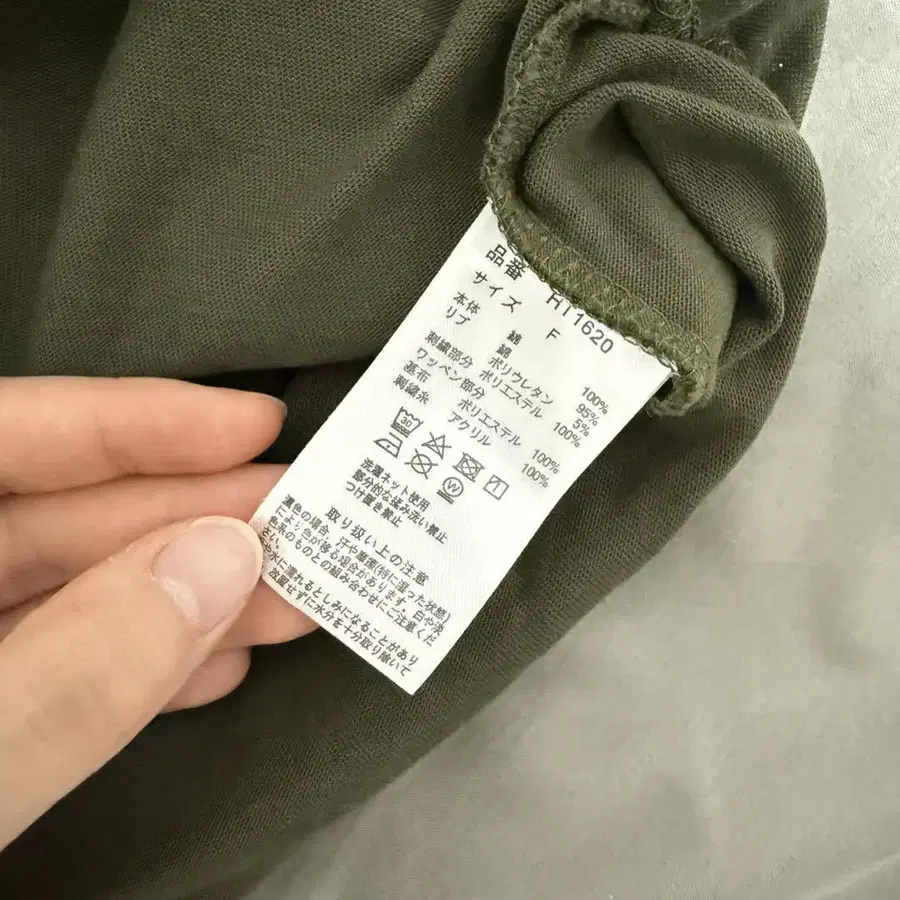 品番 HT1620
サイズ F
本体 綿 100%
リブ 綿 95%
ポリウレタン 5%
刺繍部分 ポリエステル 100%
ワッペン部分
基布 ポリエステル 100%
刺繍糸 アクリル 100%
30
W
洗濯ネット使用
部分的な揉み洗い禁止
つけ置き禁止
取り扱い上の注意
濃色の場合、汗や摩擦(特に湿った状態)
により色が移る場合があります。白や淡
色系のものとの組み合わせにご注意くだ
さい。
や水に濡れるとしみになることがあり
放置せずに水分を十分取り除いて